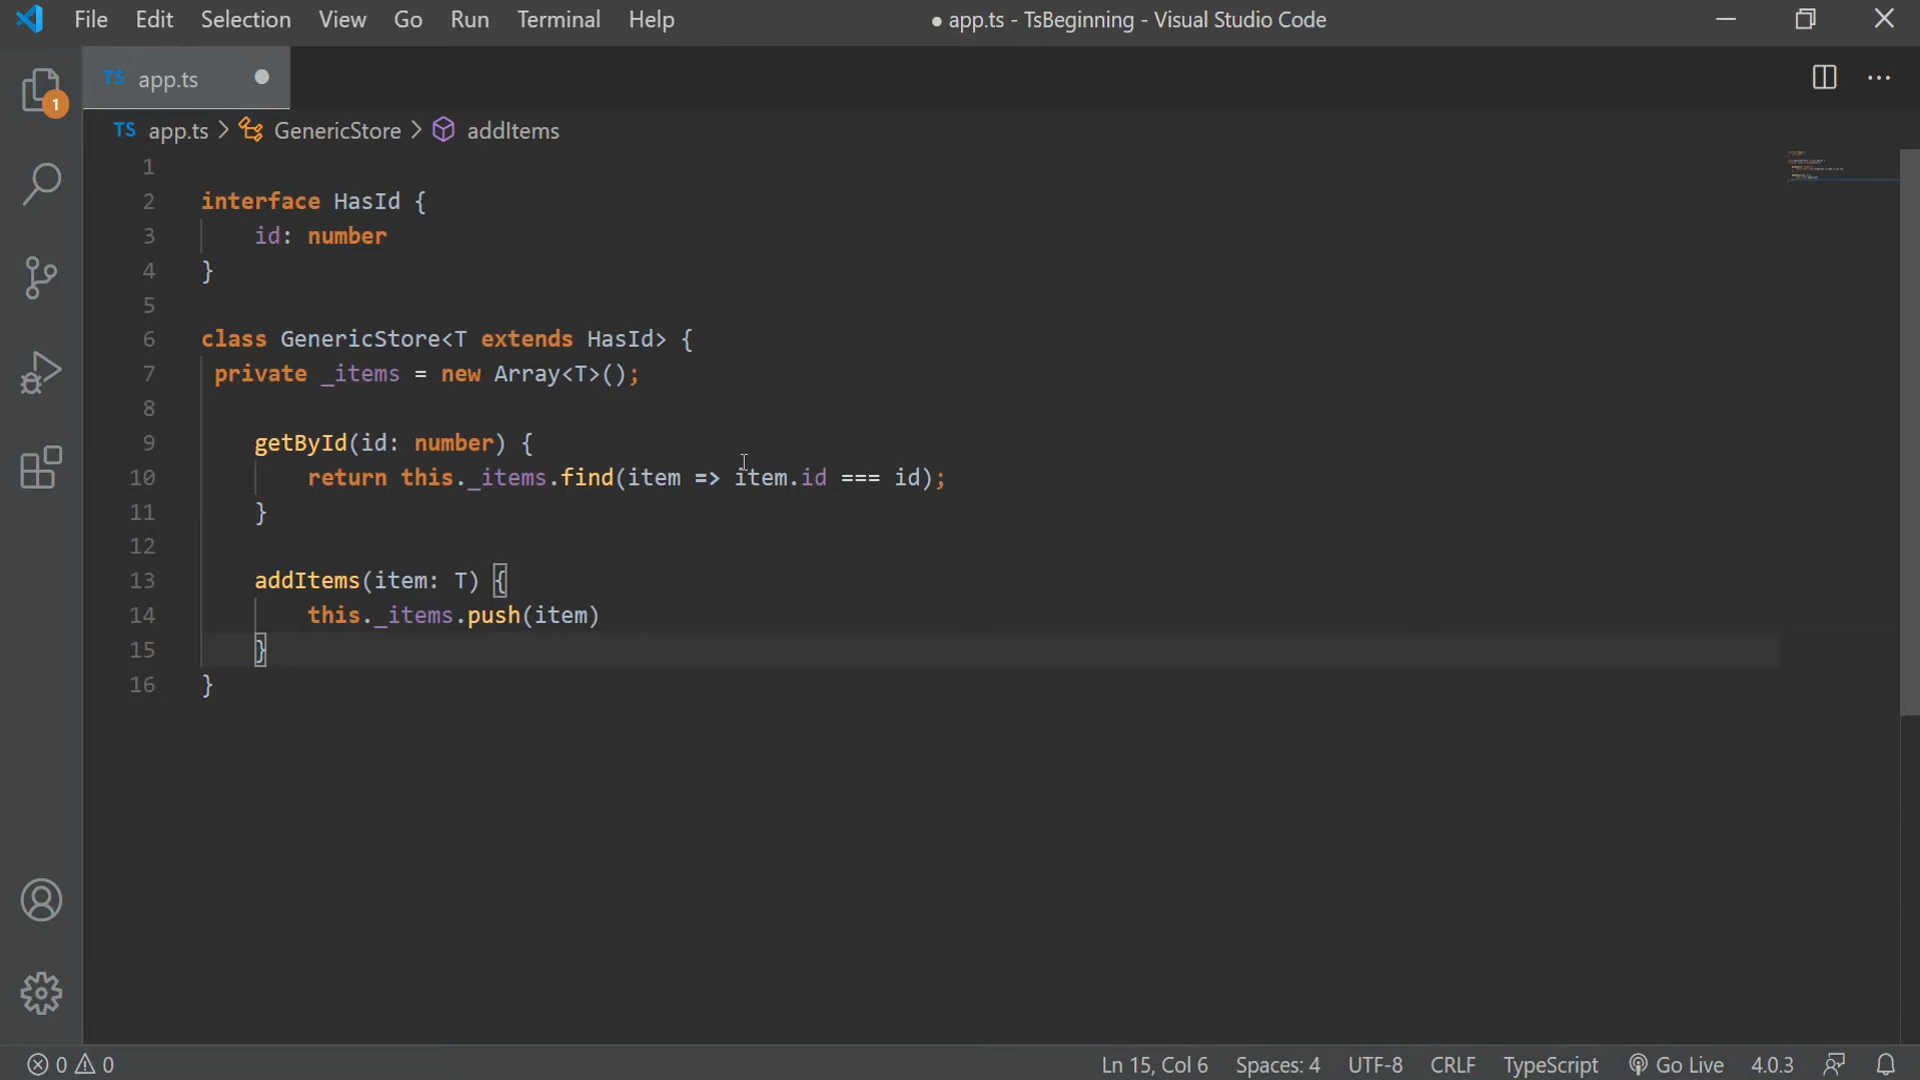 File Edit Selection View Go Run Terminal Help ● app.ts - TsBeginning - Visual Studio Code
TS app.ts
1
TS app.ts > GenericStore > addItems
1
2 interface HasId {
3 id: number
4 }
5
6 class GenericStore<T extends HasId> {
7 private _items = new Array<T>();
8
9 getById(id: number) {
10 return this._items.find(item => item.id === id);
11 }
12
13 addItems(item: T) {
14 this._items.push(item)
15 }
16 }
0 0 Ln 15, Col 6 Spaces: 4 UTF-8 CRLF TypeScript Go Live 4.0.3